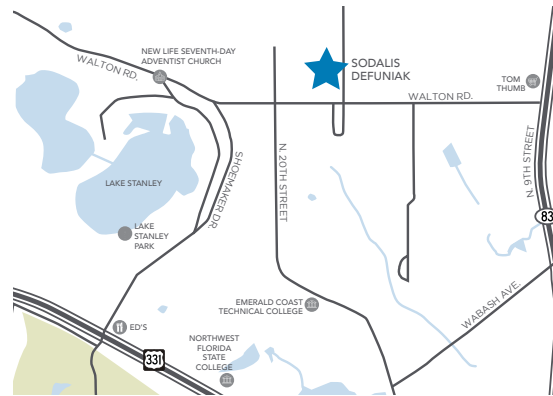 NEW LIFE SEVENTH-DAY
ADVENTIST CHURCH
WALTON RD.
SODALIS
DEFUNIAK
TOM
THUMB
WALTON RD.
N. 9TH STREET
SHOEMAKER DR.
N. 20TH STREET
LAKE STANLEY
LAKE
STANLEY
PARK
83
EMERALD COAST
TECHNICAL COLLEGE
WABASH AVE.
ED'S
NORTHWEST
FLORIDA
STATE
COLLEGE
331